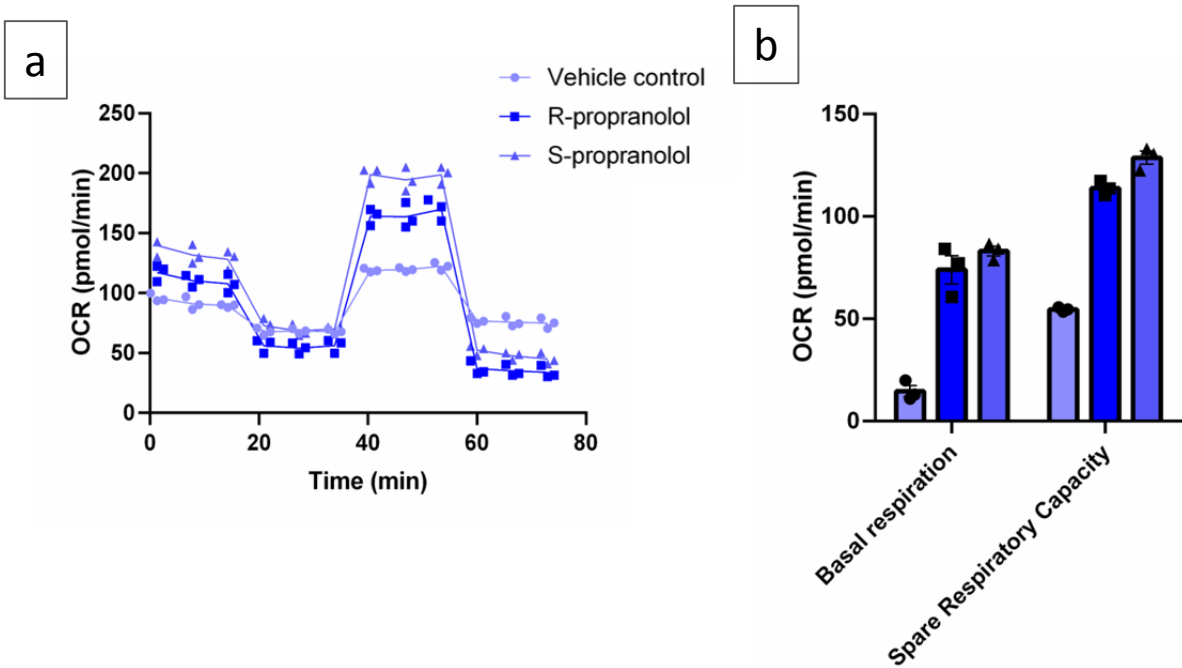 a
Vehicle control
R-propranolol
S-propranolol
OCR (pmol/min)
250
200
150
100
50
0
0 20 40 60 80
Time (min)
b
OCR (pmol/min)
150
100
50
0
Basal respiration
Spare Respiratory Capacity